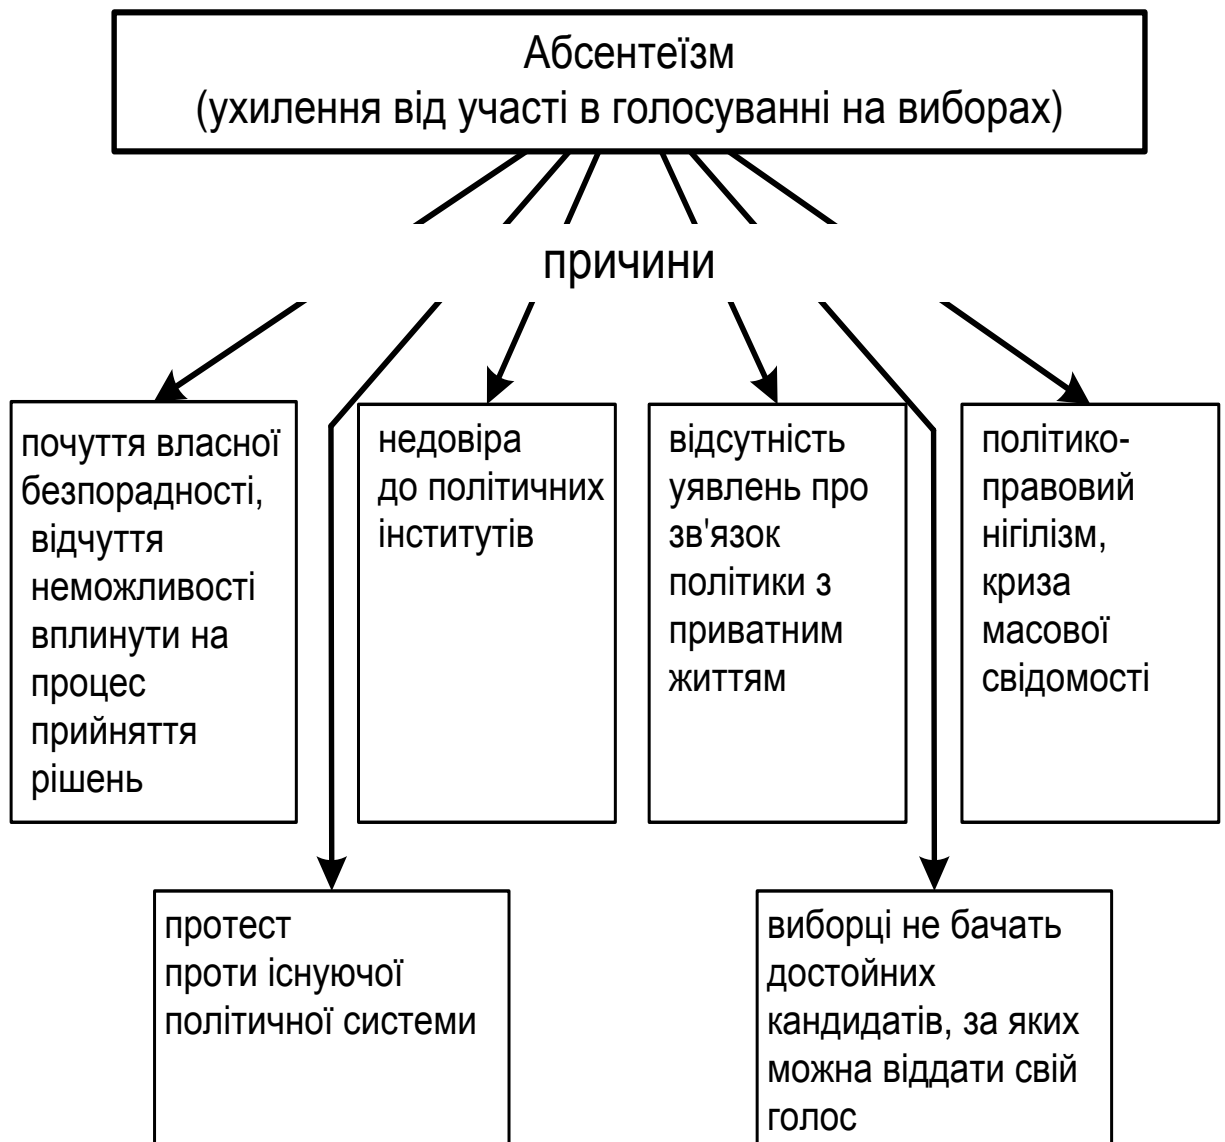 Абсентеїзм
(ухилення від участі в голосуванні на виборах)
причини
почуття власної
безпорадності,
відчуття
неможливості
вплинути на
процес
прийняття
рішень
недовіра
до політичних
інститутів
відсутність
уявлень про
зв'язок
політики з
приватним
життям
політико-
правовий
нігілізм,
криза
масової
свідомості
протест
проти існуючої
політичної системи
виборці не бачать
достойних
кандидатів, за яких
можна віддати свій
голос